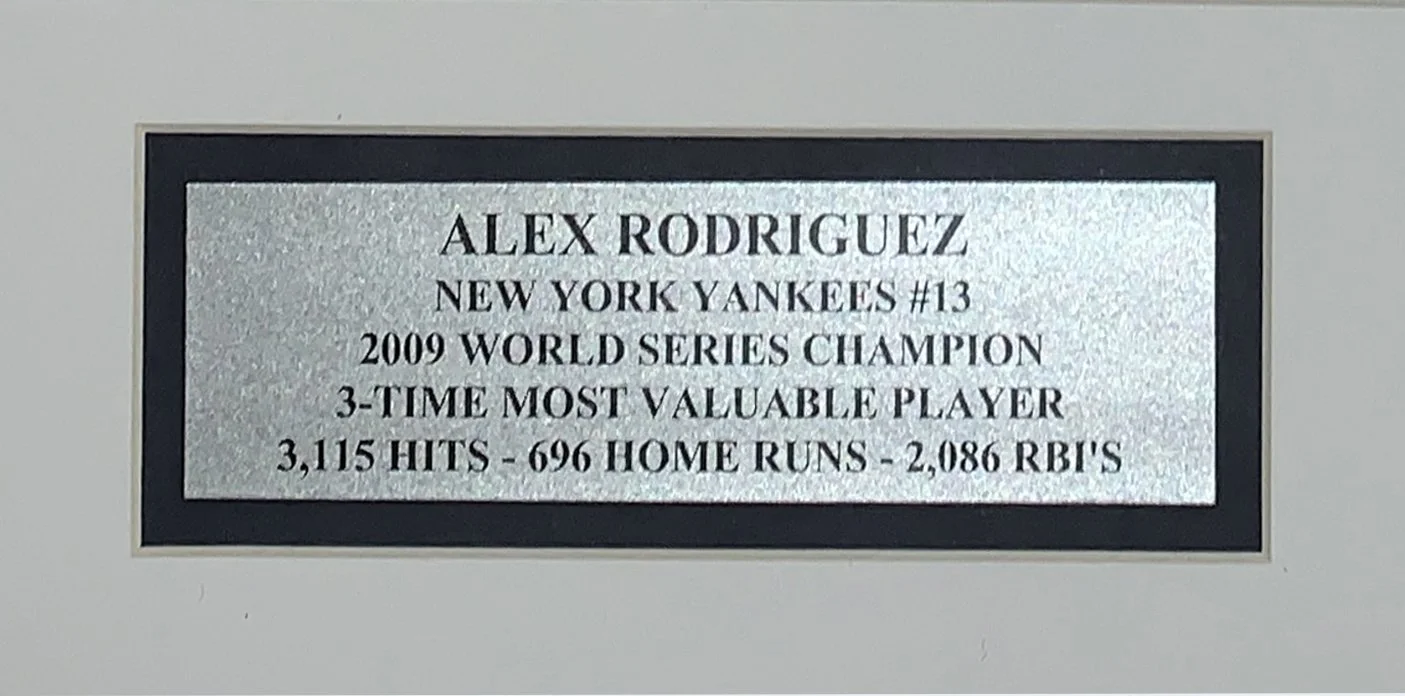 ALEX RODRIGUEZ
NEW YORK YANKEES #13
2009 WORLD SERIES CHAMPION
3-TIME MOST VALUABLE PLAYER
3,115 HITS - 696 HOME RUNS - 2,086 RBI'S